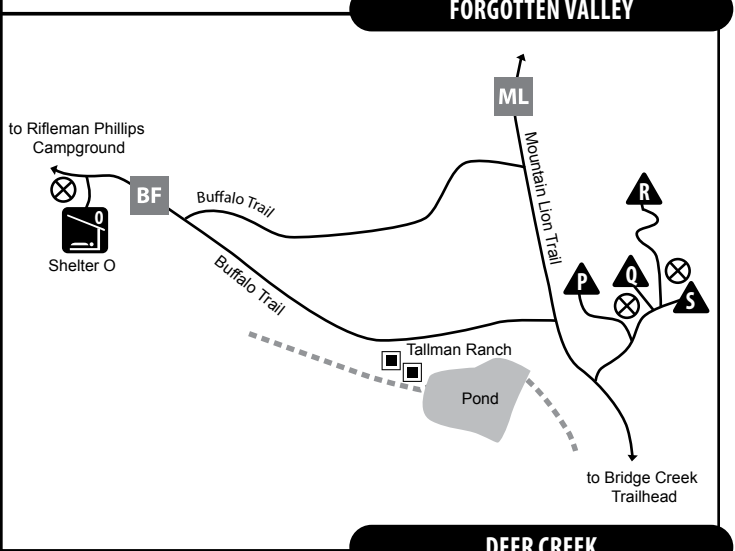 FORGOTTEN VALLEY
ML
to Rifleman Phillips
Campground
BF
Buffalo Trail
Mountain Lion Trail
R
O
Shelter O
Buffalo Trail
P
Q
S
Tallman Ranch
Pond
to Bridge Creek
Trailhead
DEER CREEK